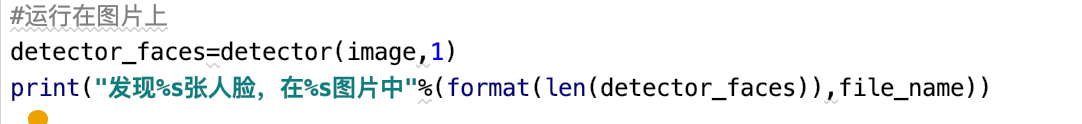 #运行在图片上
detector_faces=detector(image,1)
print("发现%s张人脸，在%s图片中"%(format(len(detector_faces)),file_name))